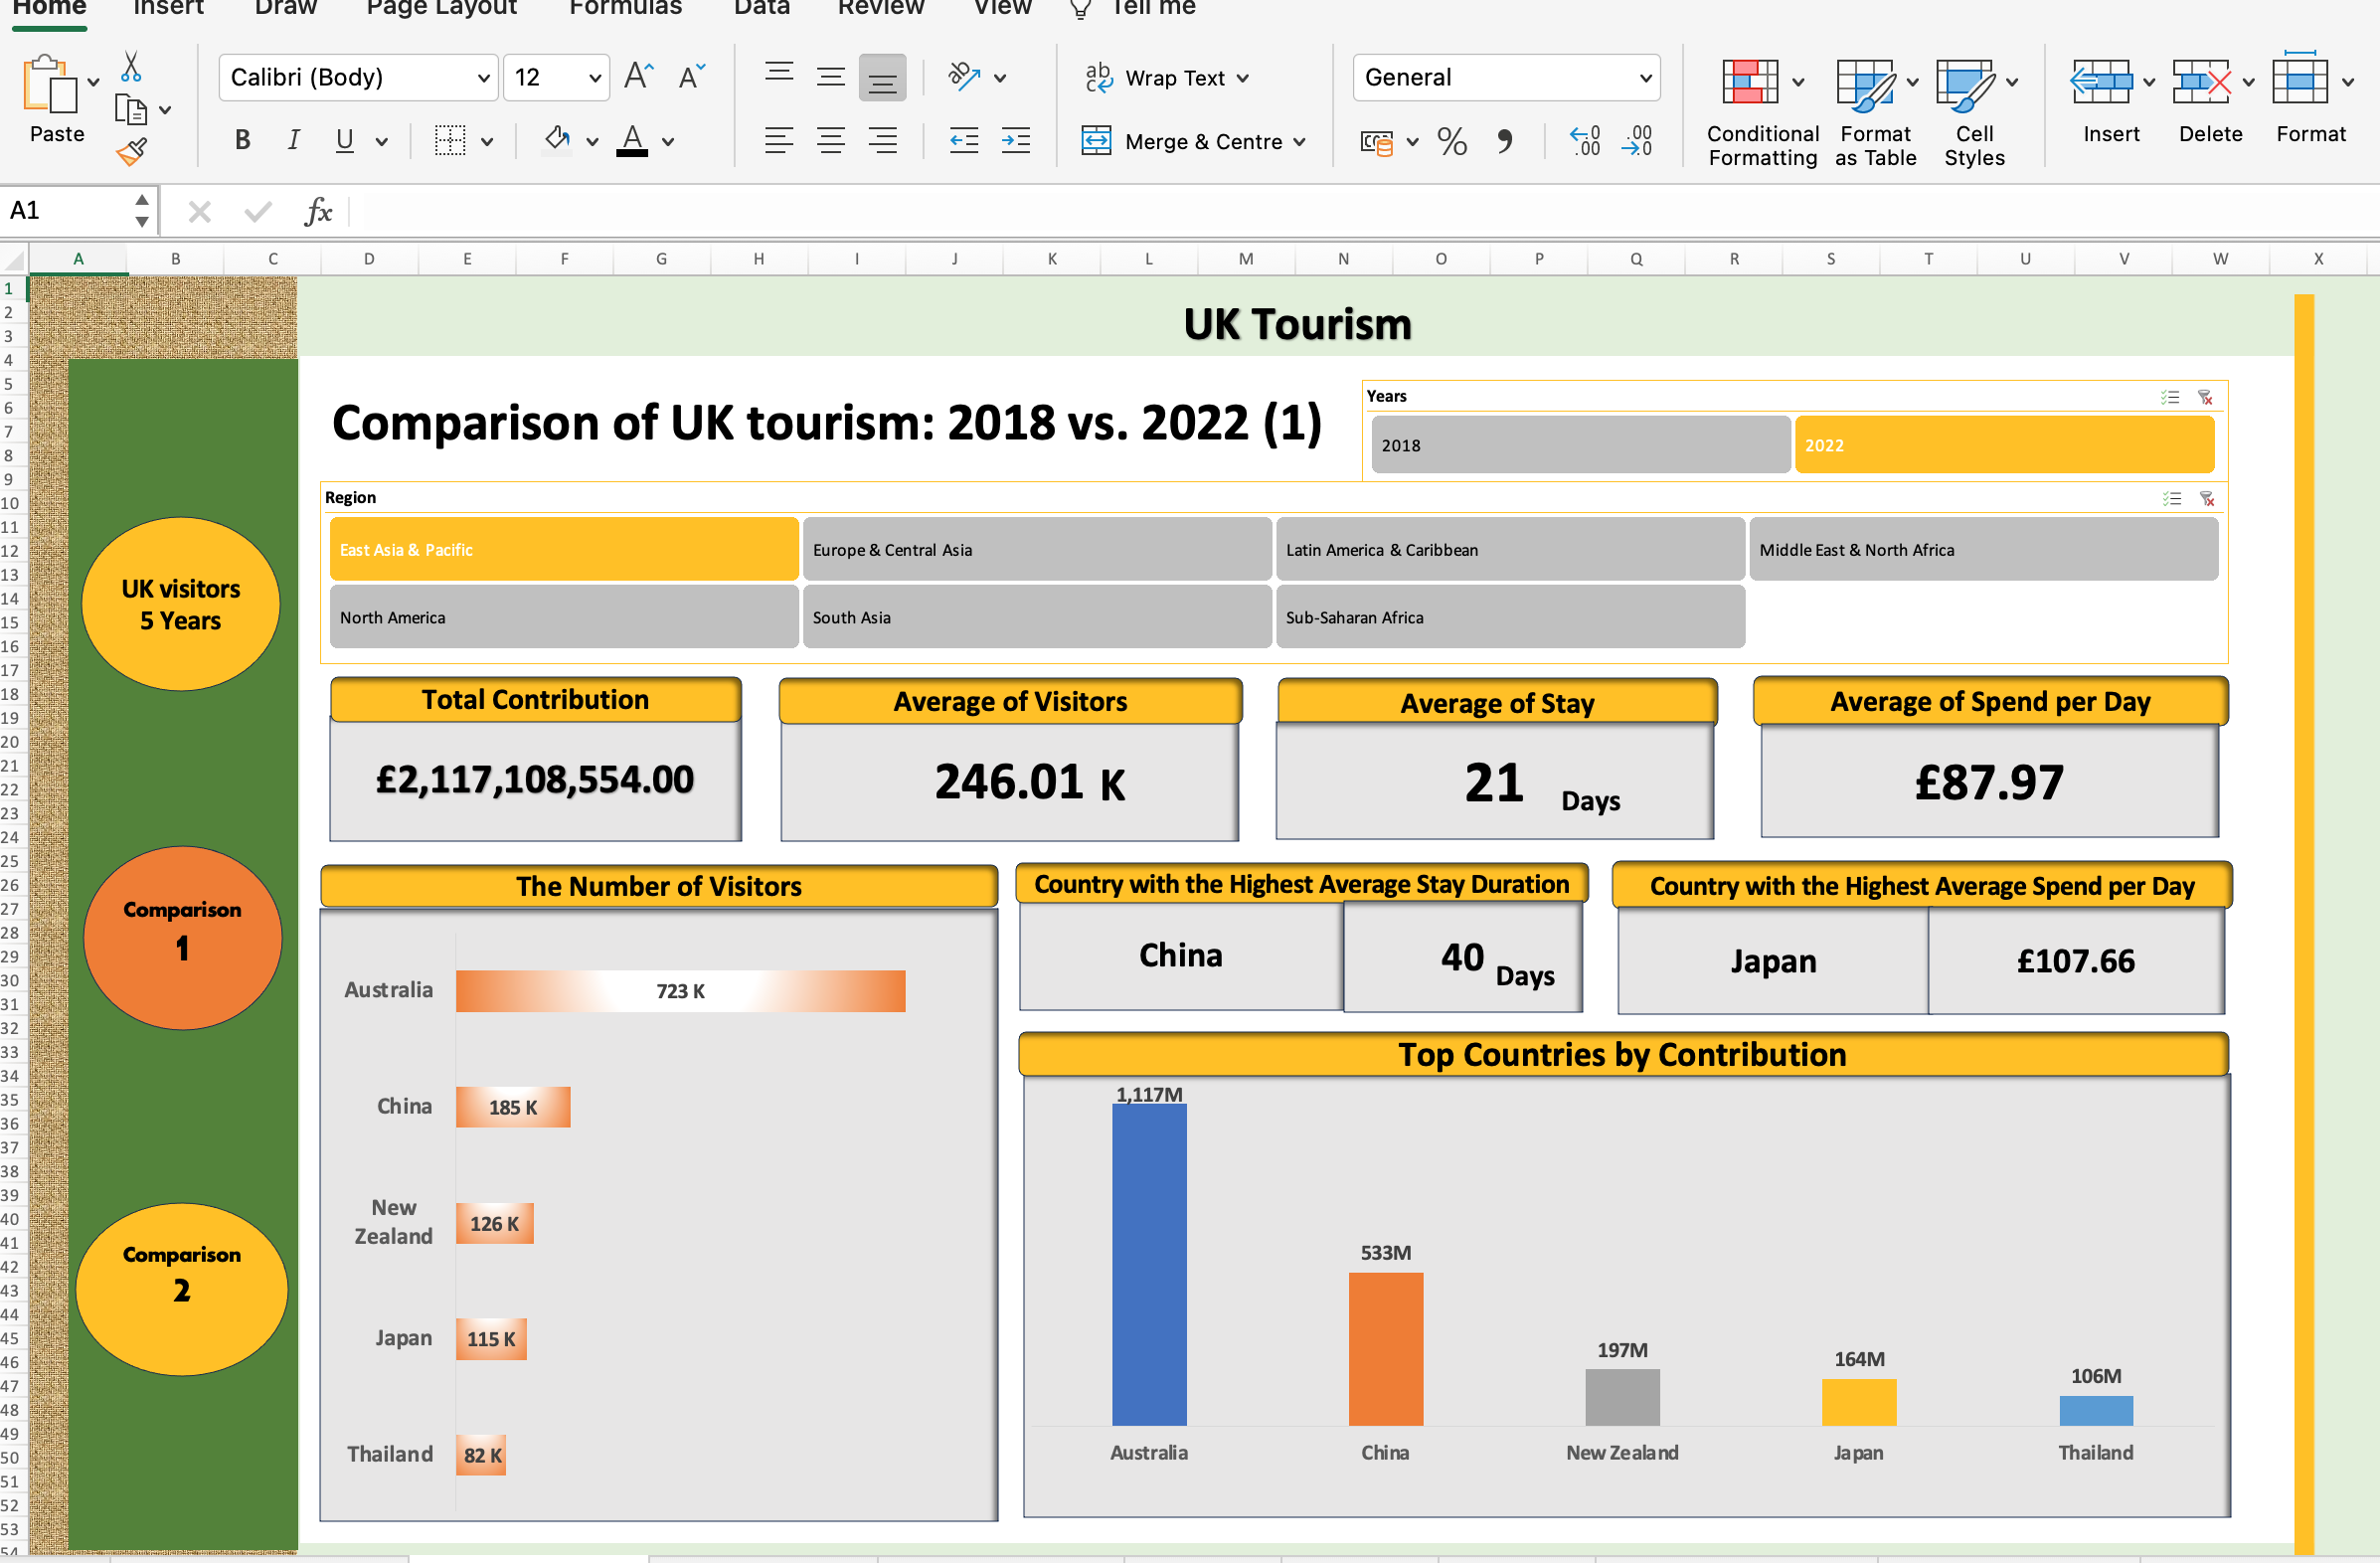 Home Insert Draw Page Layout Formulas Data Review View Tell me
Calibri (Body) 12
Wrap Text
General
Paste
B I U
Merge & Centre
Conditional Formatting
Format as Table
Cell Styles
Insert
Delete
Format
A1
fx
A B C D E F G H I J K L M N O P Q R S T U V W X
1
2
3
4
5
6
7
8
9
10
11
12
13
14
15
16
17
18
19
20
21
22
23
24
25
26
27
28
29
30
31
32
33
34
35
36
37
38
39
40
41
42
43
44
45
46
47
48
49
50
51
52
53
54
UK Tourism
Comparison of UK tourism: 2018 vs. 2022 (1)
Years
2018
2022
Region
East Asia & Pacific
Europe & Central Asia
Latin America & Caribbean
Middle East & North Africa
North America
South Asia
Sub-Saharan Africa
UK visitors
5 Years
Comparison
1
Comparison
2
Total Contribution
£2,117,108,554.00
Average of Visitors
246.01 K
Average of Stay
21 Days
Average of Spend per Day
£87.97
The Number of Visitors
Australia 723 K
China 185 K
New
Zealand
126 K
Japan 115 K
Thailand 82 K
Country with the Highest Average Stay Duration
China
40 Days
Country with the Highest Average Spend per Day
Japan
£107.66
Top Countries by Contribution
1,117M
533M
197M
164M
106M
Australia
China
New Zealand
Japan
Thailand